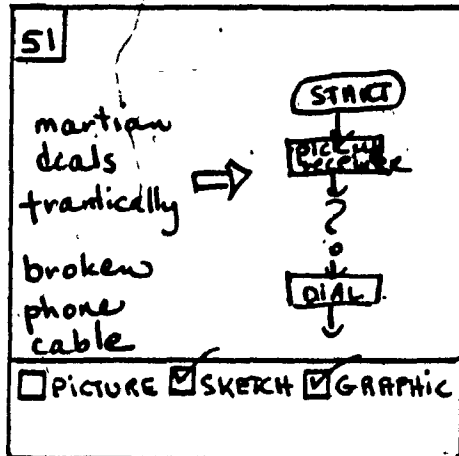 51
martian
deals
frantically
broken
phone
cable
START
PICK UP
receiver
?
DIAL
PICTURE SKETCH GRAPHIC